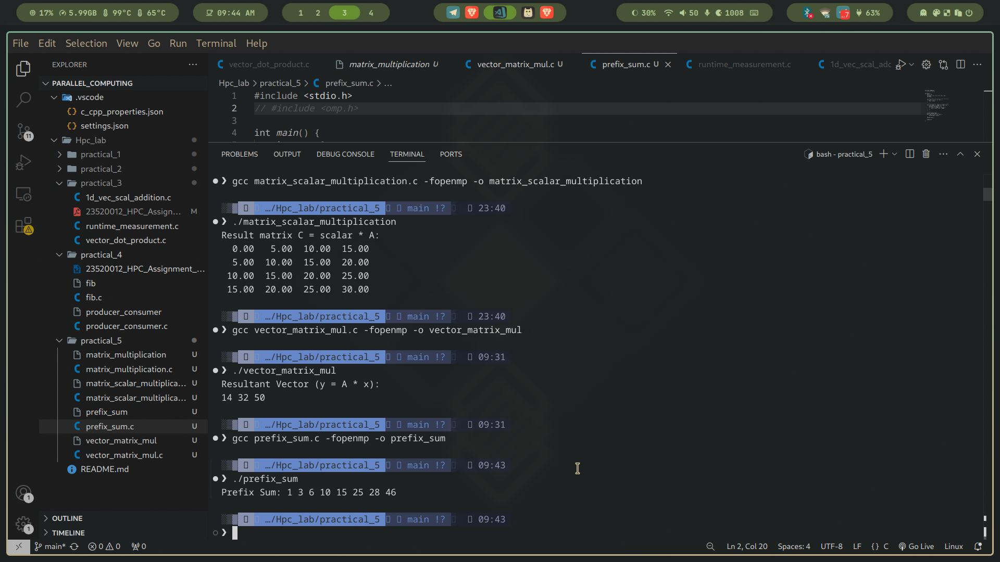 17% 5.99GB 99°C 65°C
09:44 AM
1 2 3 4
30% 50 1008
75 ..7 63%
File Edit Selection View Go Run Terminal Help
EXPLORER
PARALLEL_COMPUTING
.vscode
c_cpp_properties.json
settings.json
Hpc_lab
practical_1
practical_2
practical_3
1d_vec_scal_addition.c
23520012_HPC_Assign... M
runtime_measurement.c
vector_dot_product.c
practical_4
23520012_HPC_Assignment_...
fib
fib.c
producer_consumer
producer_consumer.c
practical_5
matrix_multiplication U
matrix_multiplication.c U
matrix_scalar_multiplica... U
matrix_scalar_multiplica... U
prefix_sum U
prefix_sum.c U
vector_matrix_mul U
vector_matrix_mul.c U
README.md
OUTLINE
TIMELINE
11
1
1
vector_dot_product.c matrix_multiplication U vector_matrix_mul.c U prefix_sum.c U runtime_measurement.c 1d_vec_scal_adc
Hpc_lab > practical_5 > C prefix_sum.c > ...
1 #include <stdio.h>
2 // #include <omp.h>
3
4 int main() {
PROBLEMS OUTPUT DEBUG CONSOLE TERMINAL PORTS
bash - practical_5
❯ gcc matrix_scalar_multiplication.c -fopenmp -o matrix_scalar_multiplication
…/Hpc_lab/practical_5 main !? 23:40
❯ ./matrix_scalar_multiplication
Result matrix C = scalar * A:
0.00 5.00 10.00 15.00
5.00 10.00 15.00 20.00
10.00 15.00 20.00 25.00
15.00 20.00 25.00 30.00
…/Hpc_lab/practical_5 main !? 23:40
❯ gcc vector_matrix_mul.c -fopenmp -o vector_matrix_mul
…/Hpc_lab/practical_5 main !? 09:31
❯ ./vector_matrix_mul
Resultant Vector (y = A * x):
14 32 50
…/Hpc_lab/practical_5 main !? 09:31
❯ gcc prefix_sum.c -fopenmp -o prefix_sum
…/Hpc_lab/practical_5 main !? 09:43
❯ ./prefix_sum
Prefix Sum: 1 3 6 10 15 25 28 46
…/Hpc_lab/practical_5 main !? 09:43
❯
main* 0 0 0
Ln 2, Col 20 Spaces: 4 UTF-8 LF {} C Go Live Linux